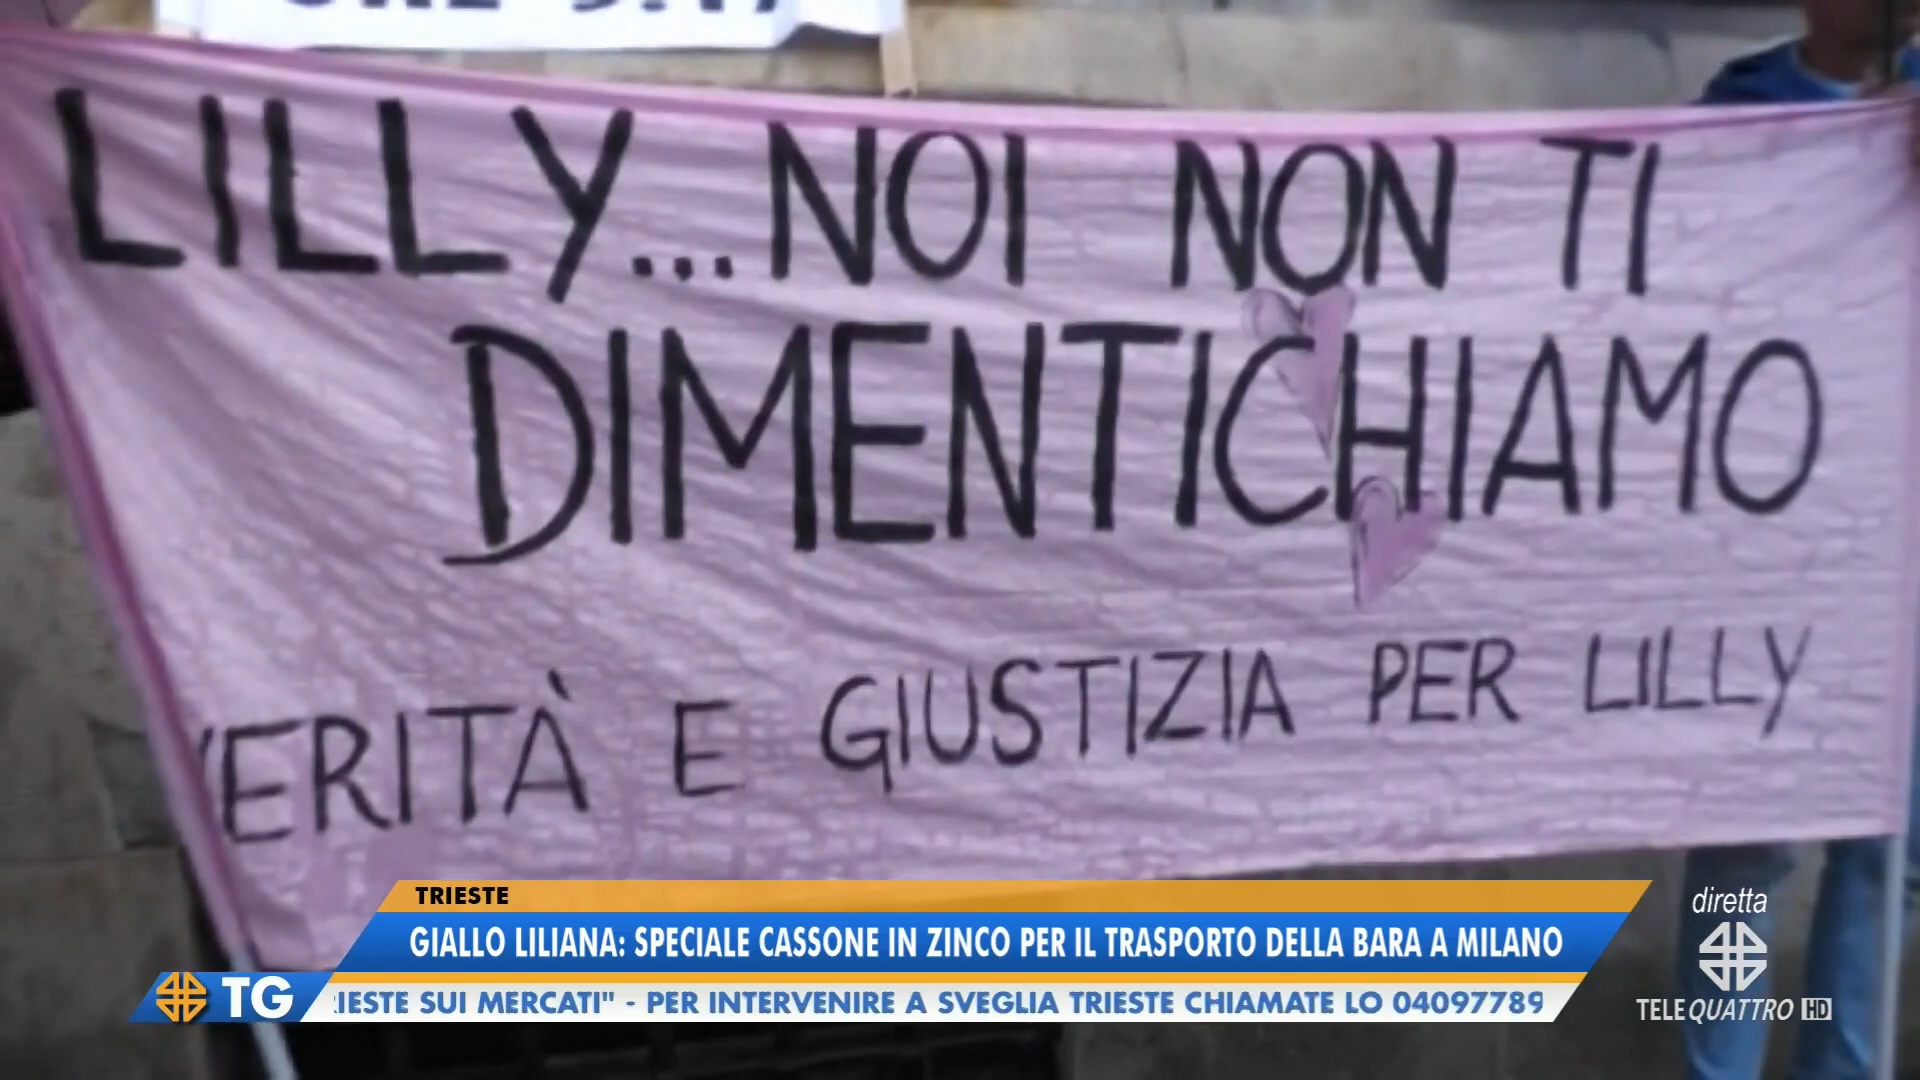 LILLY...NOI NON TI
DIMENTICHIAMO
VERITÀ E GIUSTIZIA PER LILLY
TRIESTE
GIALLO LILIANA: SPECIALE CASSONE IN ZINCO PER IL TRASPORTO DELLA BARA A MILANO
TG
IESTE SUI MERCATI" - PER INTERVENIRE A SVEGLIA TRIESTE CHIAMATE LO 04097789
diretta
TELEQUATTRO HD